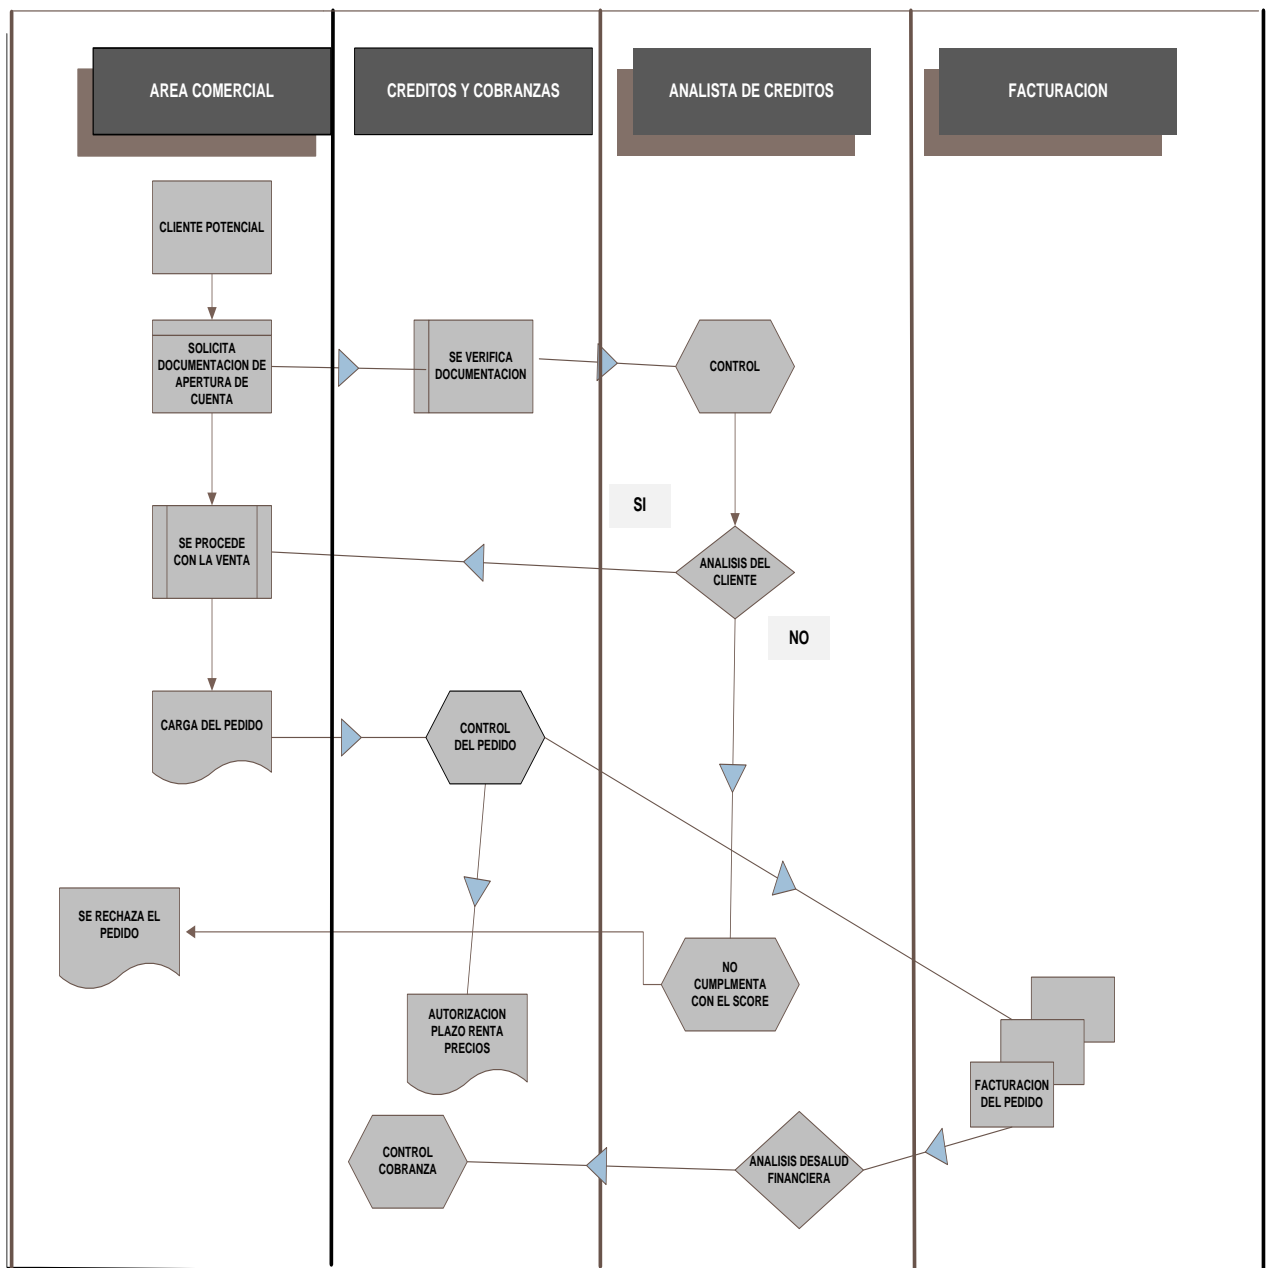 AREA COMERCIAL
CREDITOS Y COBRANZAS
ANALISTA DE CREDITOS
FACTURACION
CLIENTE POTENCIAL
SOLICITA
DOCUMENTACION DE
APERTURA DE
CUENTA
SE VERIFICA
DOCUMENTACION
CONTROL
SI
SE PROCEDE
CON LA VENTA
ANALISIS DEL
CLIENTE
NO
CARGA DEL PEDIDO
CONTROL
DEL PEDIDO
SE RECHAZA EL
PEDIDO
NO
CUMPLMENTA
CON EL SCORE
AUTORIZACION
PLAZO RENTA
PRECIOS
FACTURACION
DEL PEDIDO
CONTROL
COBRANZA
ANALISIS DESALUD
FINANCIERA